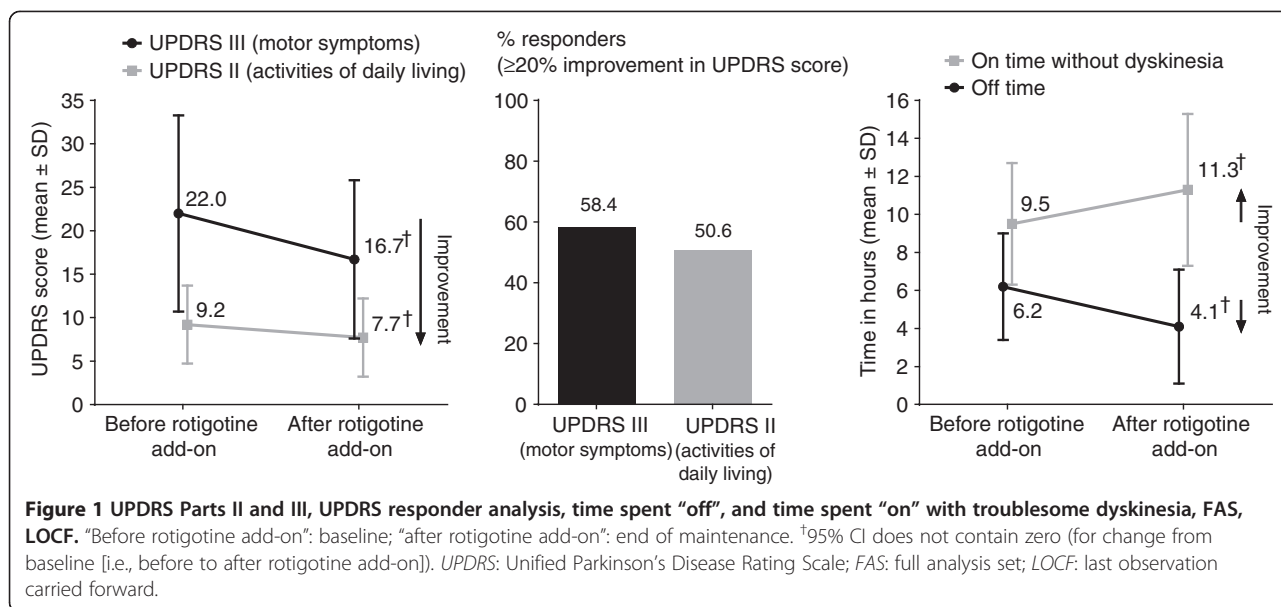 UPDRS III (motor symptoms)
UPDRS II (activities of daily living)
35
30
25
20
15
10
5
0
UPDRS score (mean ± SD)
22.0
16.7†
9.2
7.7†
Improvement
Before rotigotine
add-on
After rotigotine
add-on
% responders
(≥20% improvement in UPDRS score)
100
80
60
40
20
0
58.4
50.6
UPDRS III
(motor symptoms)
UPDRS II
(activities of
daily living)
On time without dyskinesia
Off time
16
14
12
10
8
6
4
2
0
Time in hours (mean ± SD)
9.5
11.3†
6.2
4.1†
Improvement
Before rotigotine
add-on
After rotigotine
add-on
Figure 1 UPDRS Parts II and III, UPDRS responder analysis, time spent “off”, and time spent “on” with troublesome dyskinesia, FAS,
LOCF. “Before rotigotine add-on”: baseline; “after rotigotine add-on”: end of maintenance. †95% CI does not contain zero (for change from
baseline [i.e., before to after rotigotine add-on]). UPDRS: Unified Parkinson’s Disease Rating Scale; FAS: full analysis set; LOCF: last observation
carried forward.